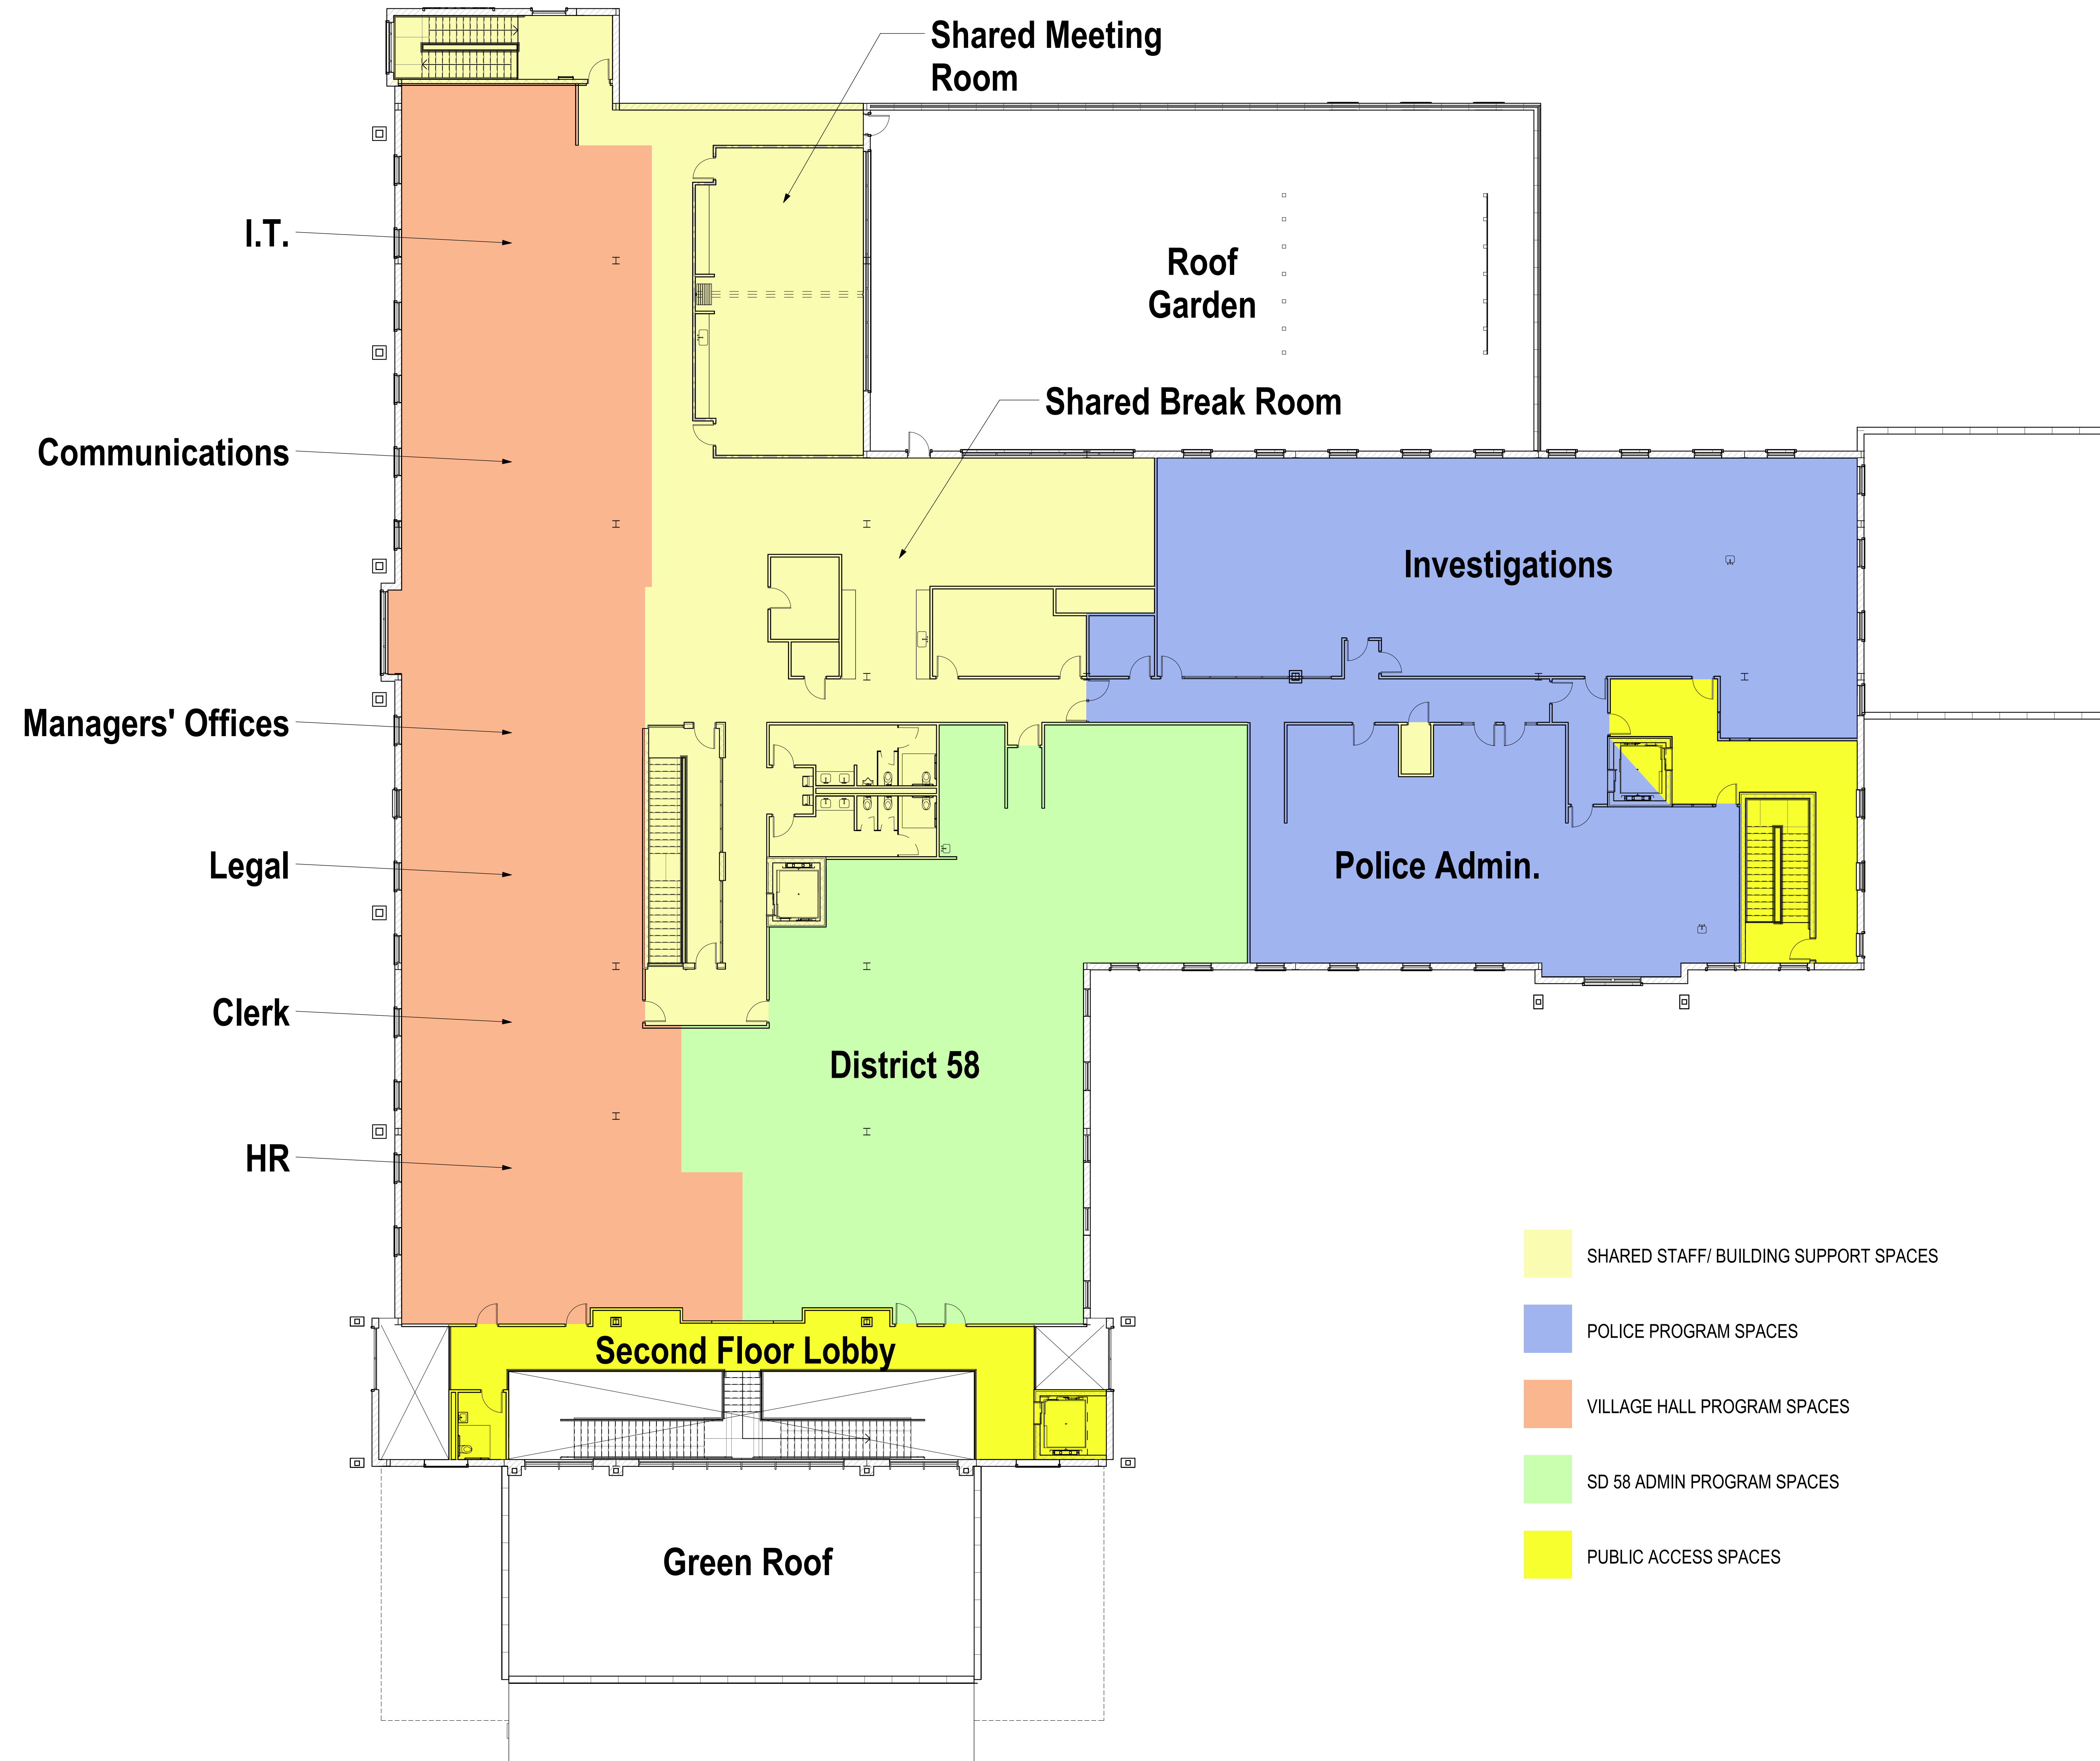 Shared Meeting
Room
I.T.
Roof
Garden
Shared Break Room
Communications
Investigations
Managers' Offices
Legal
Police Admin.
Clerk
District 58
HR
SHARED STAFF/ BUILDING SUPPORT SPACES
POLICE PROGRAM SPACES
Second Floor Lobby
VILLAGE HALL PROGRAM SPACES
SD 58 ADMIN PROGRAM SPACES
Green Roof
PUBLIC ACCESS SPACES